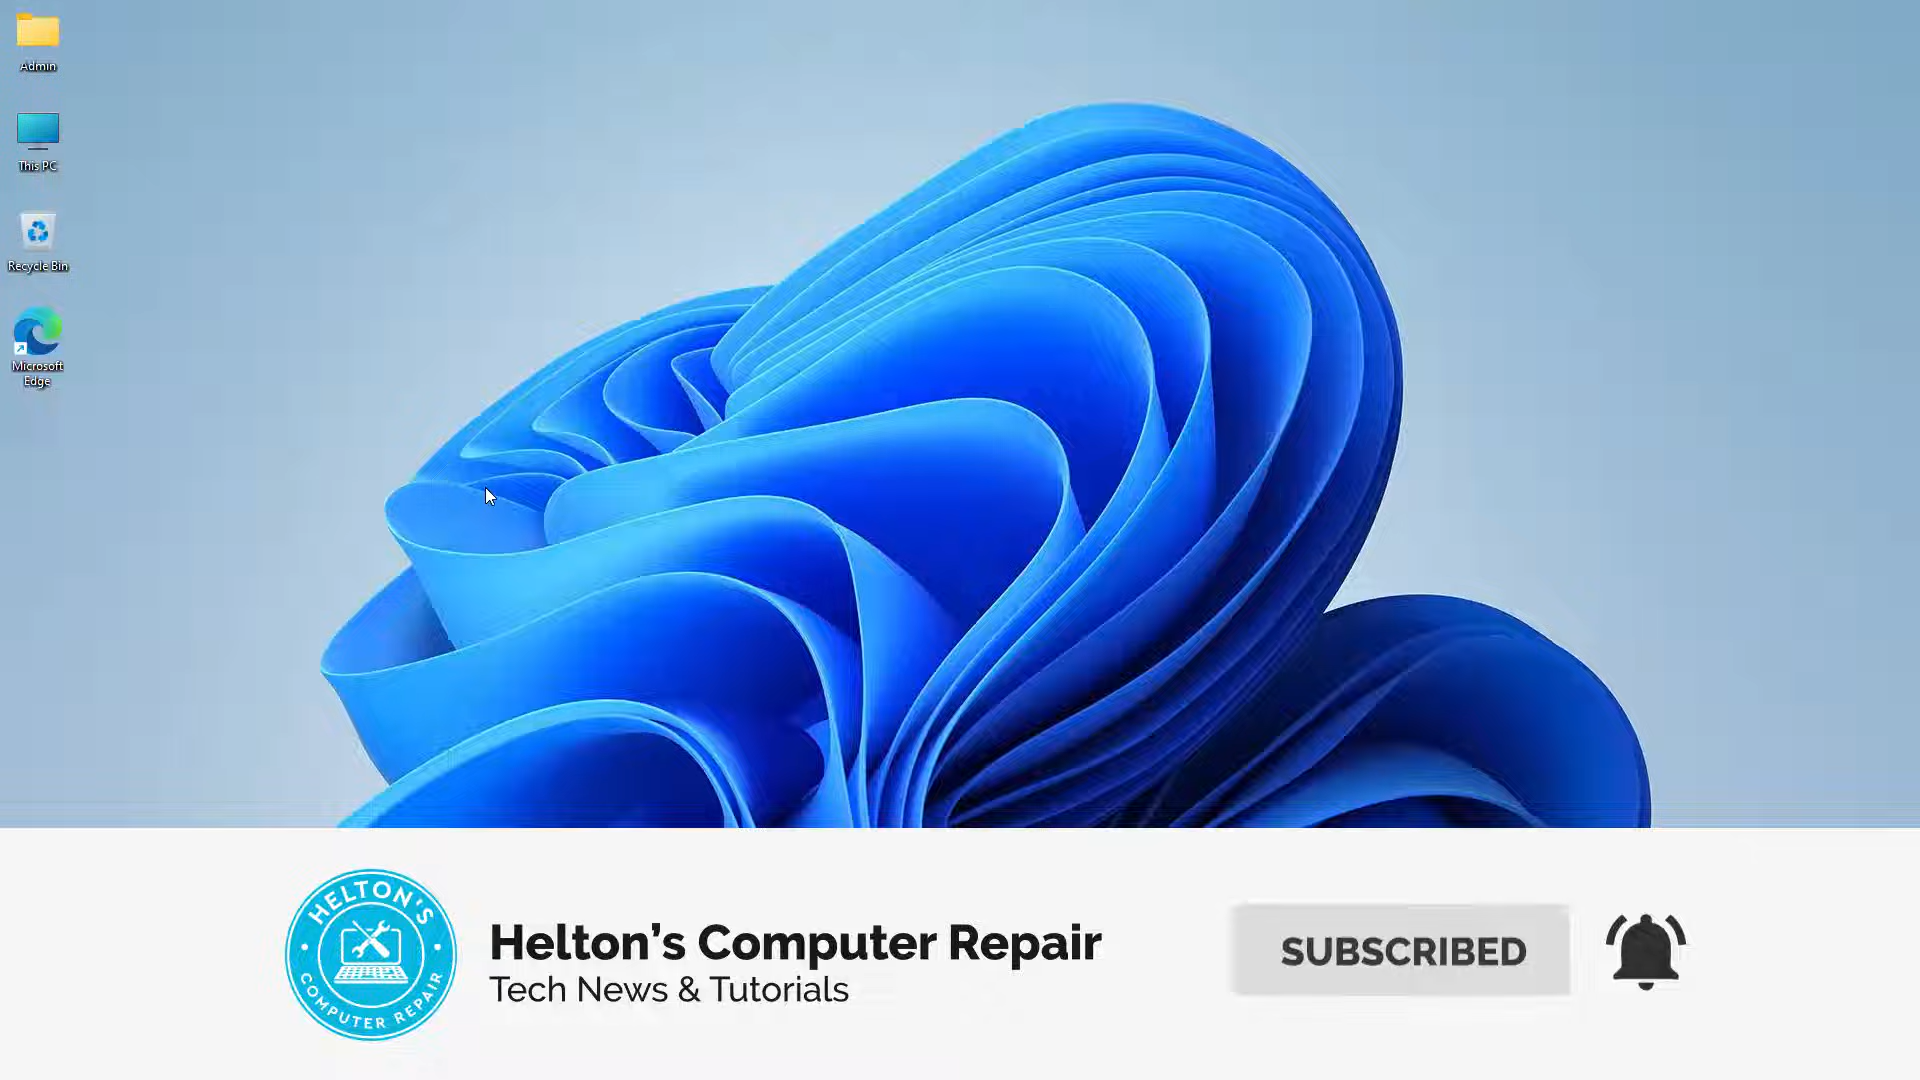 Admin
This PC
Recycle Bin
Microsoft
Edge
HELTON'S
COMPUTER REPAIR
Helton's Computer Repair
Tech News & Tutorials
SUBSCRIBED